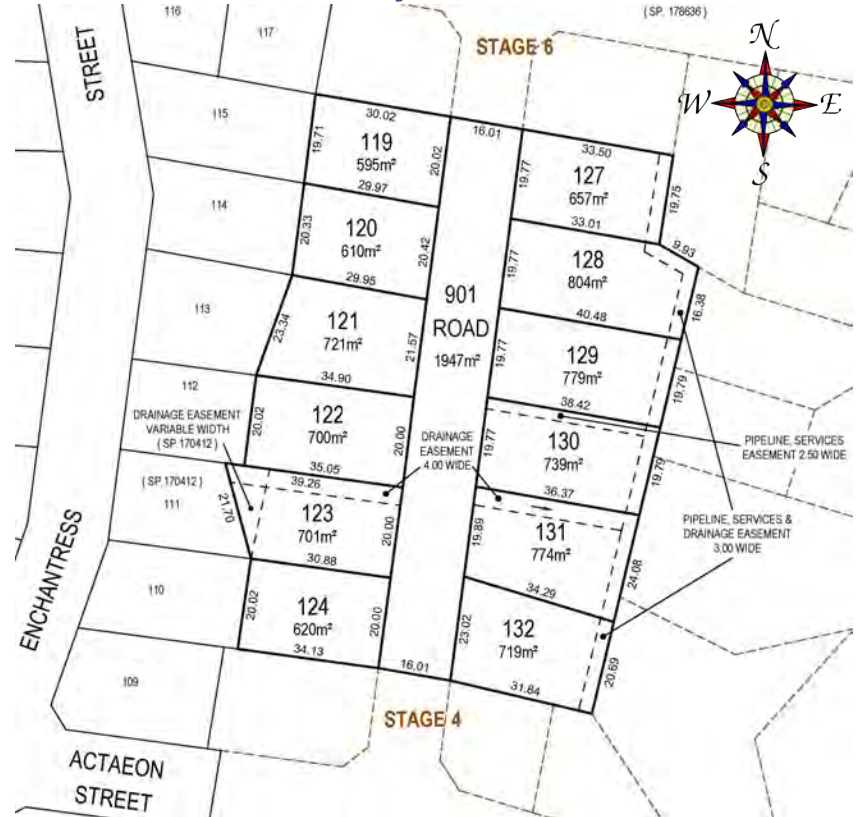 116
117
( SP. 178636 )
STAGE 6
N
W
E
S
STREET
115
30.02
16.01
19.71
119
595m²
20.02
19.77
33.50
127
657m²
19.75
29.97
114
20.33
120
610m²
20.42
33.01
9.93
19.77
128
804m²
16.38
29.95
113
23.34
121
721m²
21.57
901
ROAD
1947m²
40.48
19.77
129
779m²
19.79
34.90
112
38.42
DRAINAGE EASEMENT
VARIABLE WIDTH
( SP.170412 )
20.02
122
700m²
20.00
DRAINAGE
EASEMENT
4.00 WIDE
19.77
130
739m²
19.79
PIPELINE, SERVICES
EASEMENT 2.50 WIDE
35.05
39.26
36.37
( SP.170412 )
111
21.70
123
701m²
20.00
19.89
131
774m²
24.08
PIPELINE, SERVICES &
DRAINAGE EASEMENT
3.00 WIDE
30.88
34.29
110
20.02
124
620m²
20.00
23.02
132
719m²
20.69
34.13
16.01
31.84
ENCHANTRESS
109
STAGE 4
ACTAEON
STREET